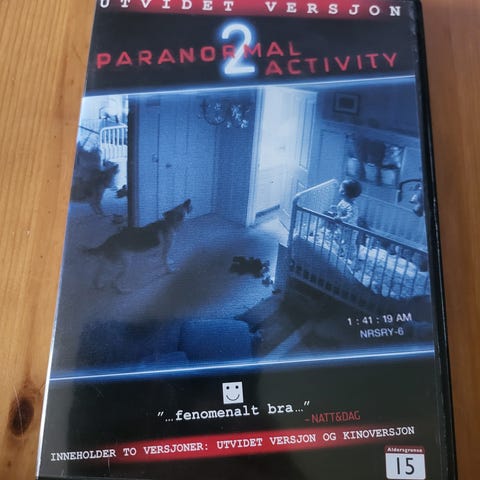 UTVIDET VERSJON
PARANORMAL
2
ACTIVITY
1:41:19 AM
NRSRY-6
"...fenomenalt bra..."
- NATT&DAG
INNEHOLDER TO VERSJONER: UTVIDET VERSJON OG KINOVERSJON
Aldersgrense
15